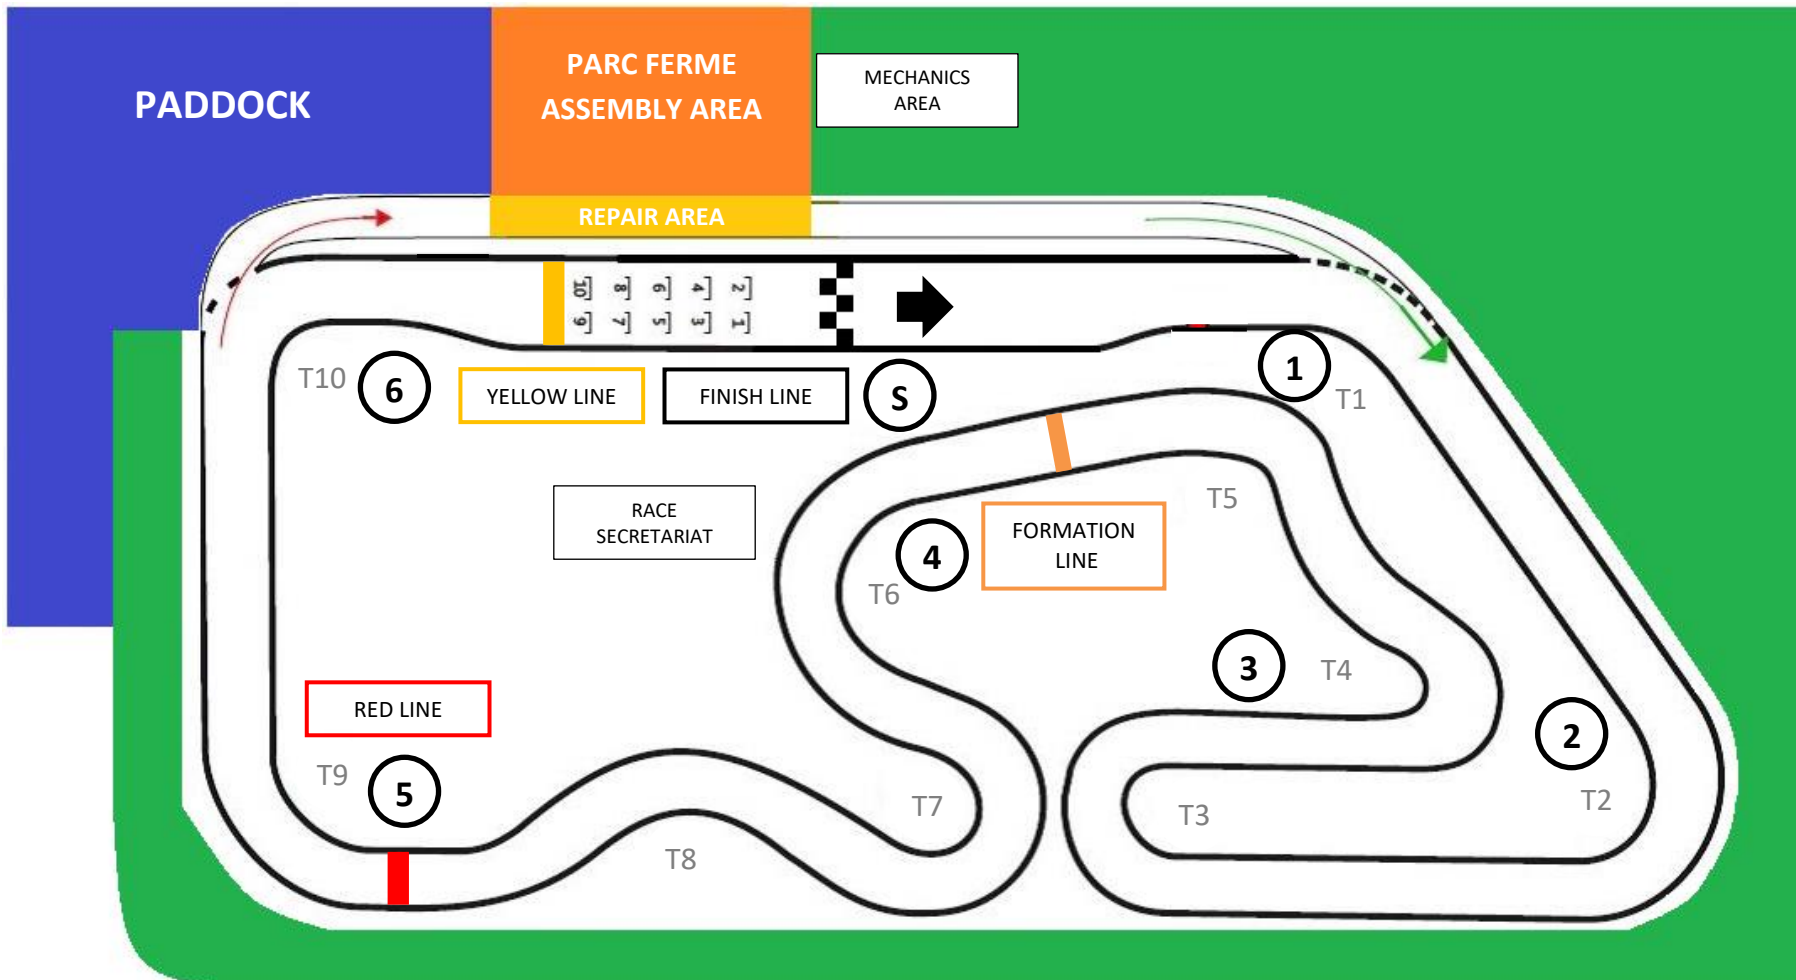 PADDOCK
PARC FERME
ASSEMBLY AREA
MECHANICS
AREA
REPAIR AREA
10 8 6 4 2
9 7 5 3 1
T10
6
YELLOW LINE
FINISH LINE
S
1
T1
RACE
SECRETARIAT
T5
4
FORMATION
LINE
T6
3
T4
RED LINE
2
T9
5
T7
T3
T2
T8